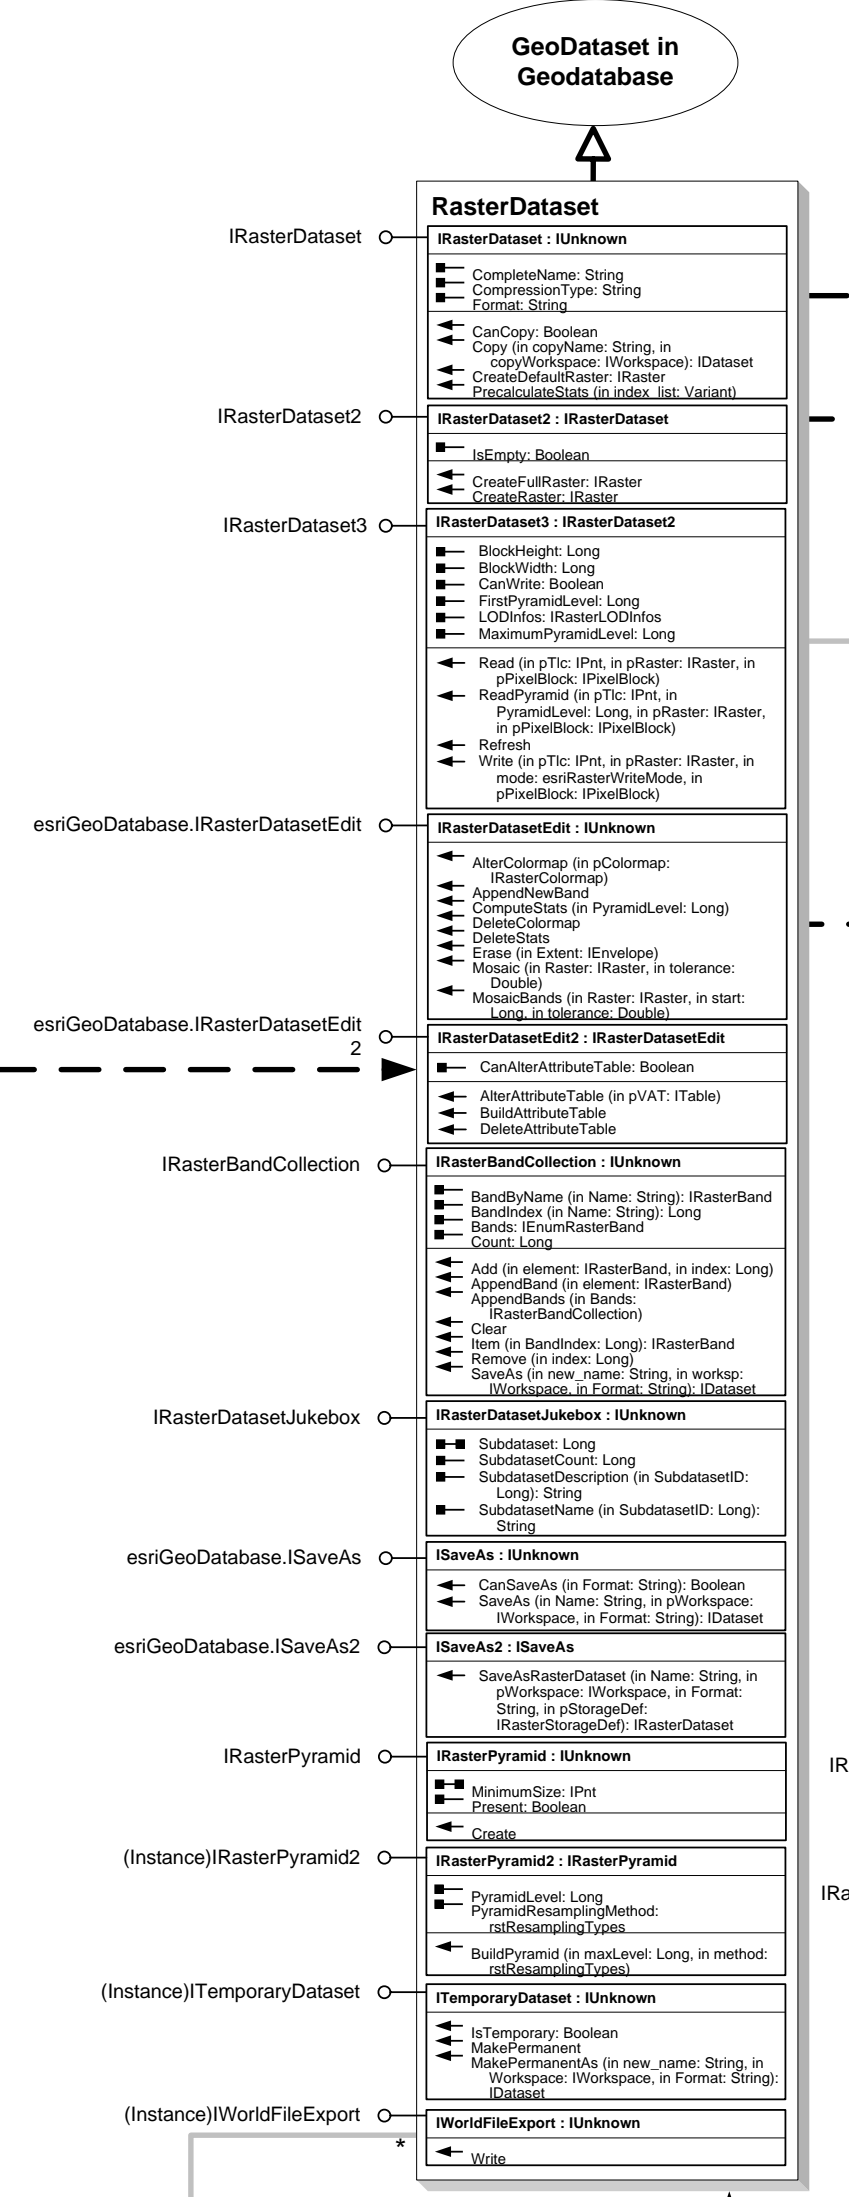 GeoDataset in
Geodatabase
RasterDataset
IRasterDataset
IRasterDataset : IUnknown
CompleteName: String
CompressionType: String
Format: String
CanCopy: Boolean
Copy (in copyName: String, in
copyWorkspace: IWorkspace): IDataset
CreateDefaultRaster: IRaster
PrecalculateStats (in index_list: Variant)
IRasterDataset2
IRasterDataset2 : IRasterDataset
IsEmpty: Boolean
CreateFullRaster: IRaster
CreateRaster: IRaster
IRasterDataset3
IRasterDataset3 : IRasterDataset2
BlockHeight: Long
BlockWidth: Long
CanWrite: Boolean
FirstPyramidLevel: Long
LODInfos: IRasterLODInfos
MaximumPyramidLevel: Long
Read (in pTlc: IPnt, in pRaster: IRaster, in
pPixelBlock: IPixelBlock)
ReadPyramid (in pTlc: IPnt, in
PyramidLevel: Long, in pRaster: IRaster,
in pPixelBlock: IPixelBlock)
Refresh
Write (in pTlc: IPnt, in pRaster: IRaster, in
mode: esriRasterWriteMode, in
pPixelBlock: IPixelBlock)
esriGeoDatabase.IRasterDatasetEdit
IRasterDatasetEdit : IUnknown
AlterColormap (in pColormap:
IRasterColormap)
AppendNewBand
ComputeStats (in PyramidLevel: Long)
DeleteColormap
DeleteStats
Erase (in Extent: IEnvelope)
Mosaic (in Raster: IRaster, in tolerance:
Double)
MosaicBands (in Raster: IRaster, in start:
Long, in tolerance: Double)
esriGeoDatabase.IRasterDatasetEdit
2
IRasterDatasetEdit2 : IRasterDatasetEdit
CanAlterAttributeTable: Boolean
AlterAttributeTable (in pVAT: ITable)
BuildAttributeTable
DeleteAttributeTable
IRasterBandCollection
IRasterBandCollection : IUnknown
BandByName (in Name: String): IRasterBand
BandIndex (in Name: String): Long
Bands: IEnumRasterBand
Count: Long
Add (in element: IRasterBand, in index: Long)
AppendBand (in element: IRasterBand)
AppendBands (in Bands:
IRasterBandCollection)
Clear
Item (in BandIndex: Long): IRasterBand
Remove (in index: Long)
SaveAs (in new_name: String, in worksp:
IWorkspace, in Format: String): IDataset
IRasterDatasetJukebox
IRasterDatasetJukebox : IUnknown
Subdataset: Long
SubdatasetCount: Long
SubdatasetDescription (in SubdatasetID:
Long): String
SubdatasetName (in SubdatasetID: Long):
String
esriGeoDatabase.ISaveAs
ISaveAs : IUnknown
CanSaveAs (in Format: String): Boolean
SaveAs (in Name: String, in pWorkspace:
IWorkspace, in Format: String): IDataset
esriGeoDatabase.ISaveAs2
ISaveAs2 : ISaveAs
SaveAsRasterDataset (in Name: String, in
pWorkspace: IWorkspace, in Format:
String, in pStorageDef:
IRasterStorageDef): IRasterDataset
IRasterPyramid
IRasterPyramid : IUnknown
IR
MinimumSize: IPnt
Present: Boolean
Create
(Instance)IRasterPyramid2
IRasterPyramid2 : IRasterPyramid
IRa
PyramidLevel: Long
PyramidResamplingMethod:
rstResamplingTypes
BuildPyramid (in maxLevel: Long, in method:
rstResamplingTypes)
(Instance)ITemporaryDataset
ITemporaryDataset : IUnknown
IsTemporary: Boolean
MakePermanent
MakePermanentAs (in new_name: String, in
Workspace: IWorkspace, in Format: String):
IDataset
(Instance)IWorldFileExport
IWorldFileExport : IUnknown
*
Write